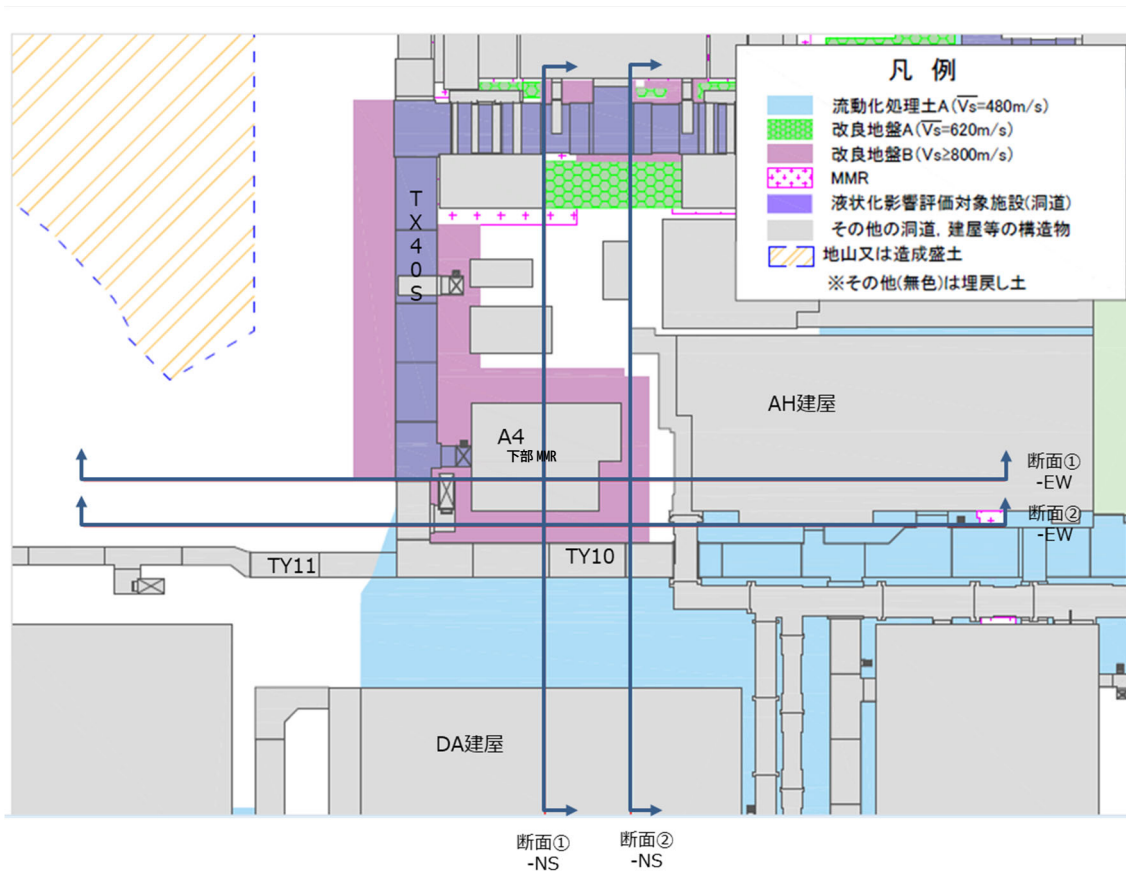 凡 例
流動化処理土A(V̅s̅=480m/s)
改良地盤A(V̅s̅=620m/s)
改良地盤B(Vs≥800m/s)
MMR
液状化影響評価対象施設(洞道)
その他の洞道, 建屋等の構造物
地山又は造成盛土
※その他(無色)は埋戻し土
TX40S
AH建屋
A4
下部MMR
断面①
-EW
断面②
-EW
TY11
TY10
DA建屋
断面①
-NS
断面②
-NS